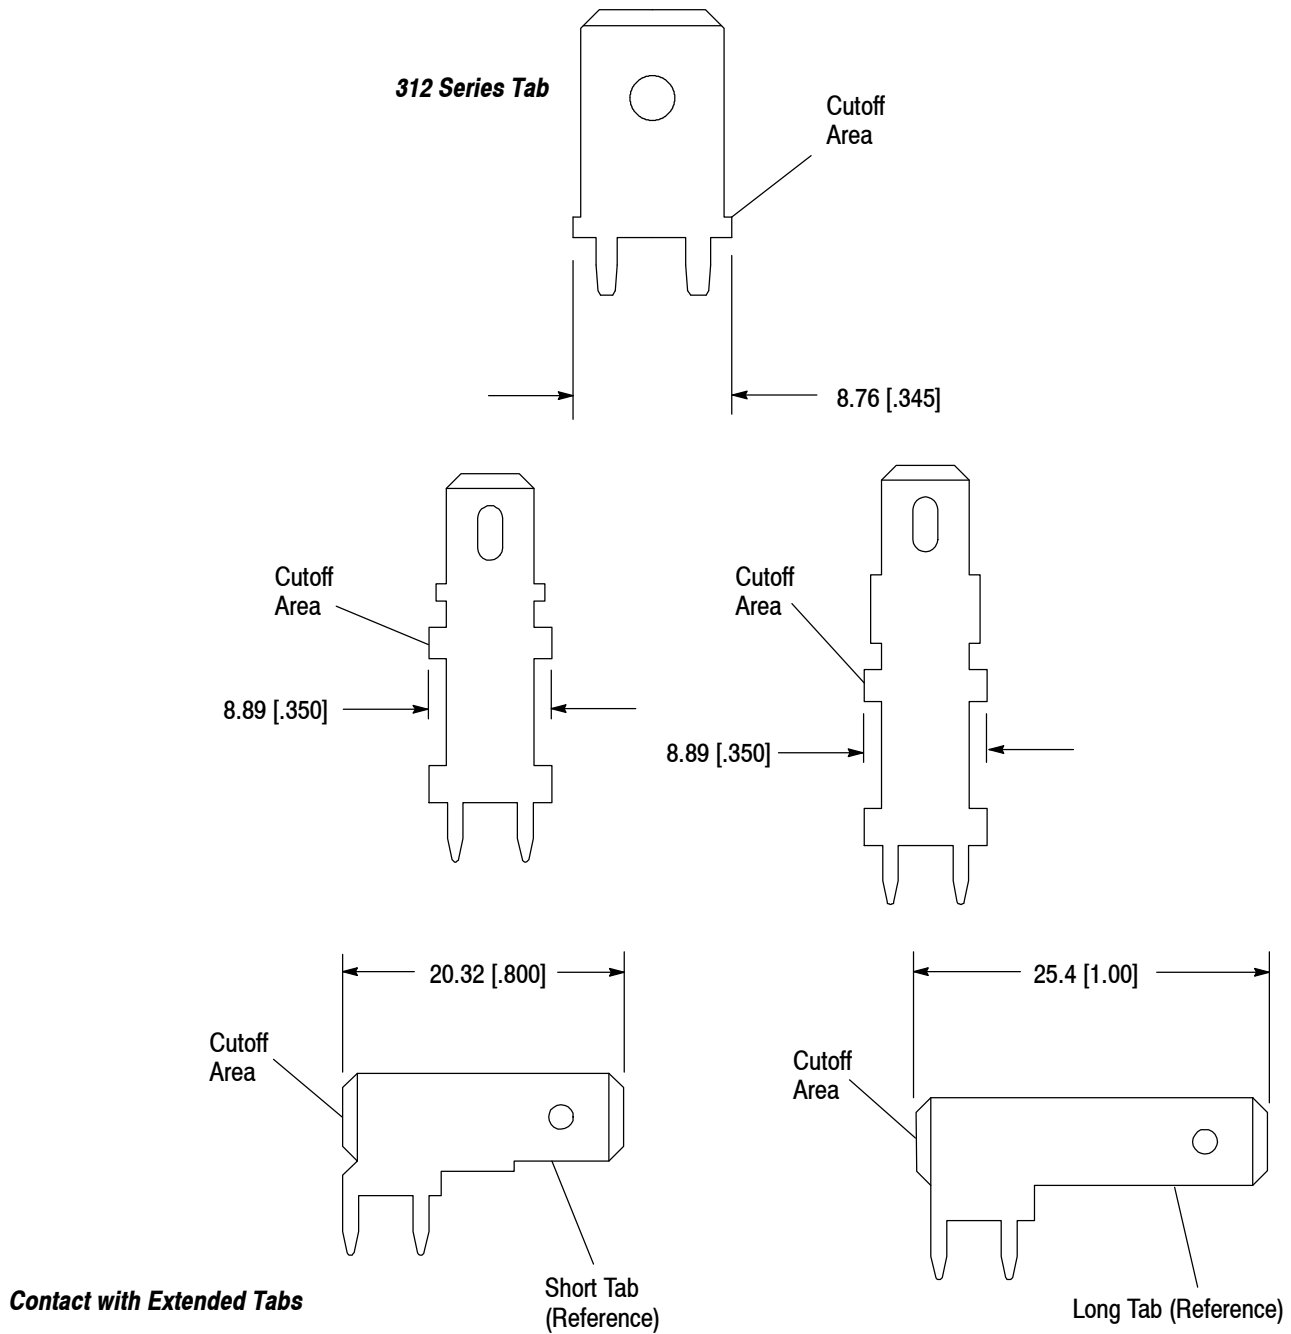 312 Series Tab
Cutoff
Area
8.76 [.345]
Cutoff
Area
8.89 [.350]
Cutoff
Area
8.89 [.350]
20.32 [.800]
Cutoff
Area
Short Tab
(Reference)
25.4 [1.00]
Cutoff
Area
Long Tab (Reference)
Contact with Extended Tabs